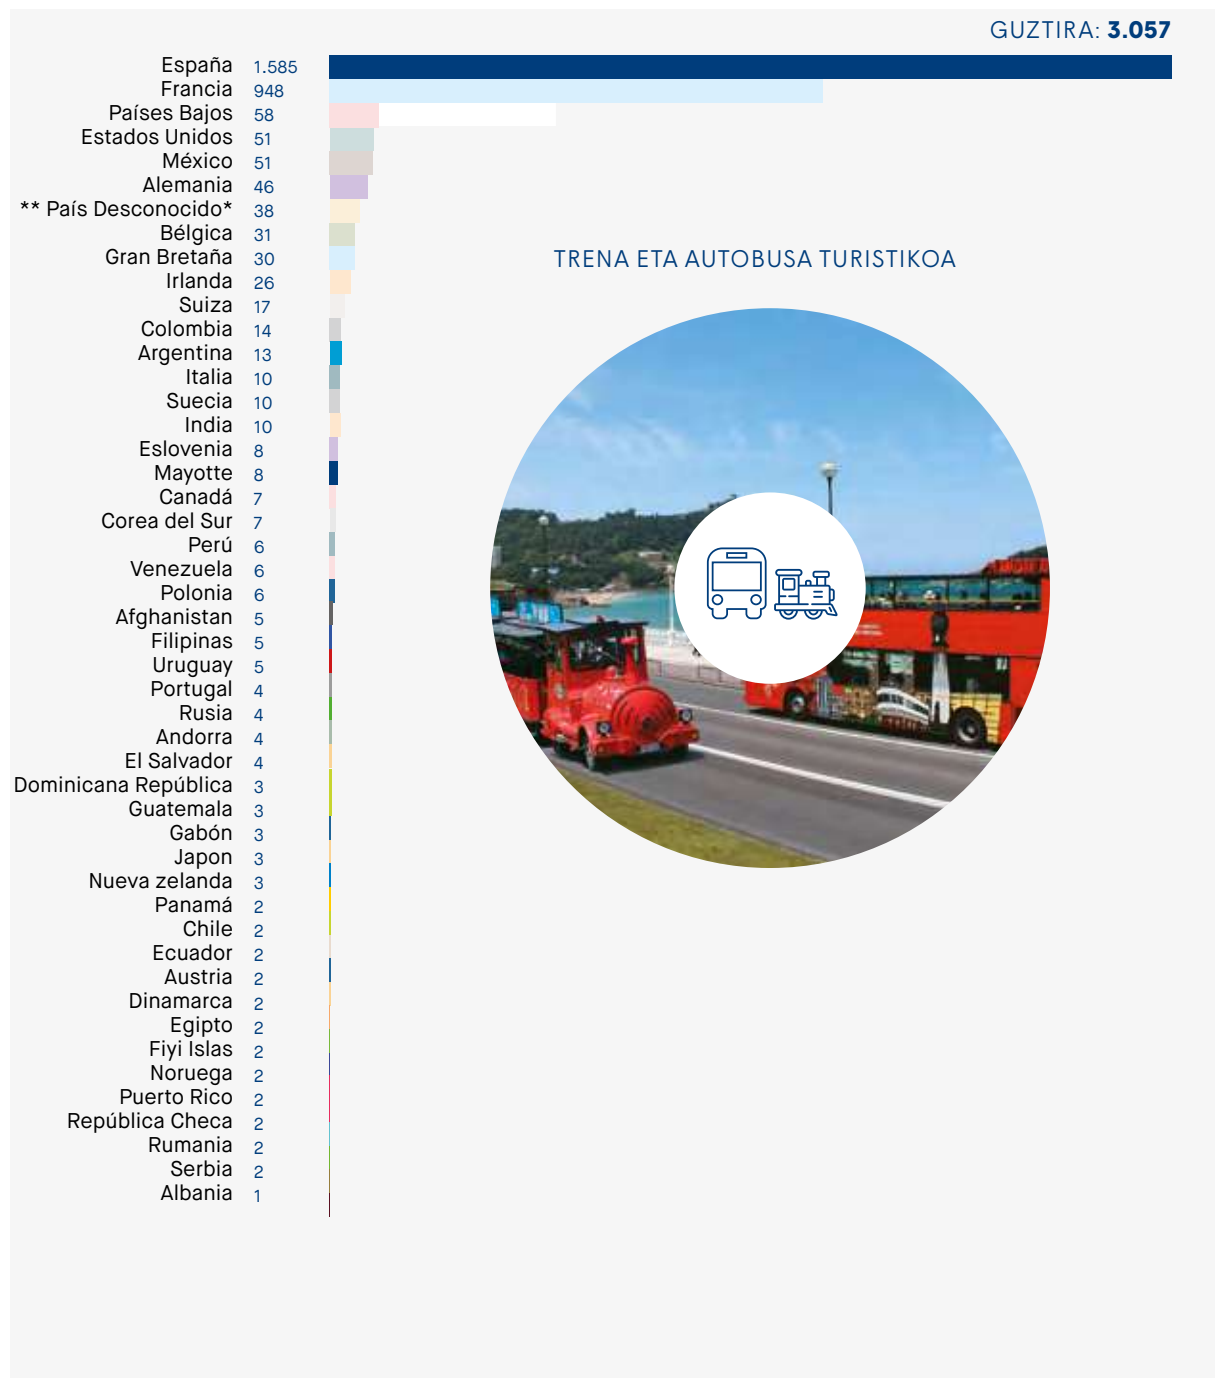 GUZTIRA: 3.057
España 1.585
Francia 948
Países Bajos 58
Estados Unidos 51
México 51
Alemania 46
** País Desconocido* 38
Bélgica 31
Gran Bretaña 30
Irlanda 26
Suiza 17
Colombia 14
Argentina 13
Italia 10
Suecia 10
India 10
Eslovenia 8
Mayotte 8
Canadá 7
Corea del Sur 7
Perú 6
Venezuela 6
Polonia 6
Afghanistan 5
Filipinas 5
Uruguay 5
Portugal 4
Rusia 4
Andorra 4
El Salvador 4
Dominicana República 3
Guatemala 3
Gabón 3
Japon 3
Nueva zelanda 3
Panamá 2
Chile 2
Ecuador 2
Austria 2
Dinamarca 2
Egipto 2
Fiyi Islas 2
Noruega 2
Puerto Rico 2
República Checa 2
Rumania 2
Serbia 2
Albania 1
TRENA ETA AUTOBUSA TURISTIKOA